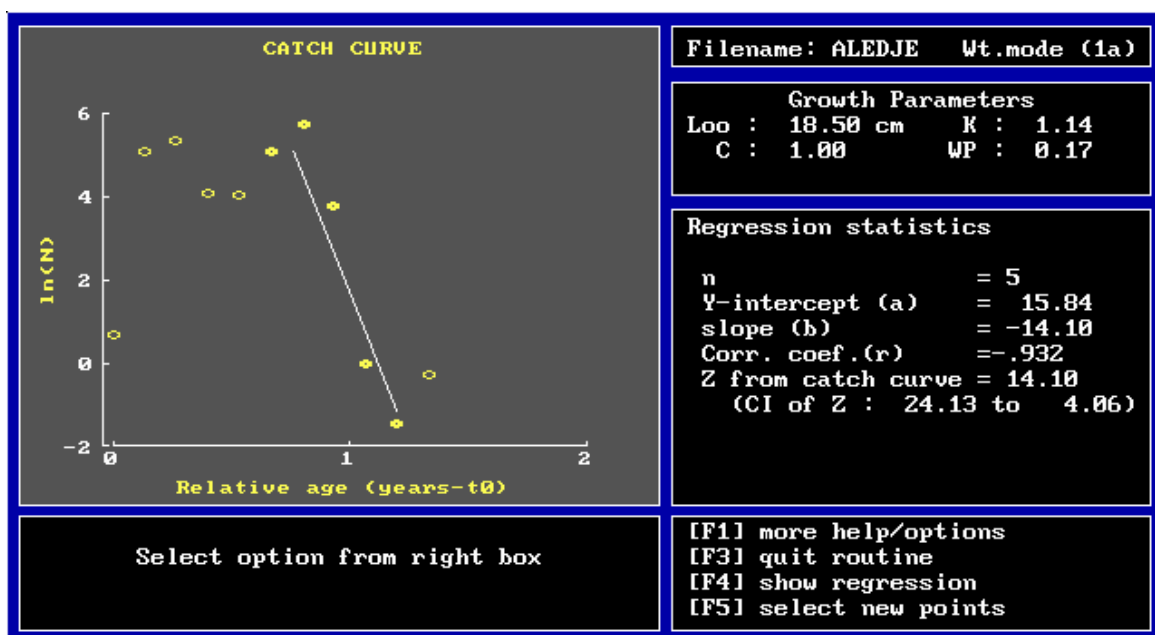 CATCH CURVE
6
4
2
0
-2
ln(N)
0 1 2
Relative age (years-t0)
Select option from right box
Filename: ALEDJE Wt.mode (1a)
Growth Parameters
Loo : 18.50 cm K : 1.14
C : 1.00 WP : 0.17
Regression statistics
n = 5
Y-intercept (a) = 15.84
slope (b) = -14.10
Corr. coef.(r) =-.932
Z from catch curve = 14.10
(CI of Z : 24.13 to 4.06)
[F1] more help/options
[F3] quit routine
[F4] show regression
[F5] select new points